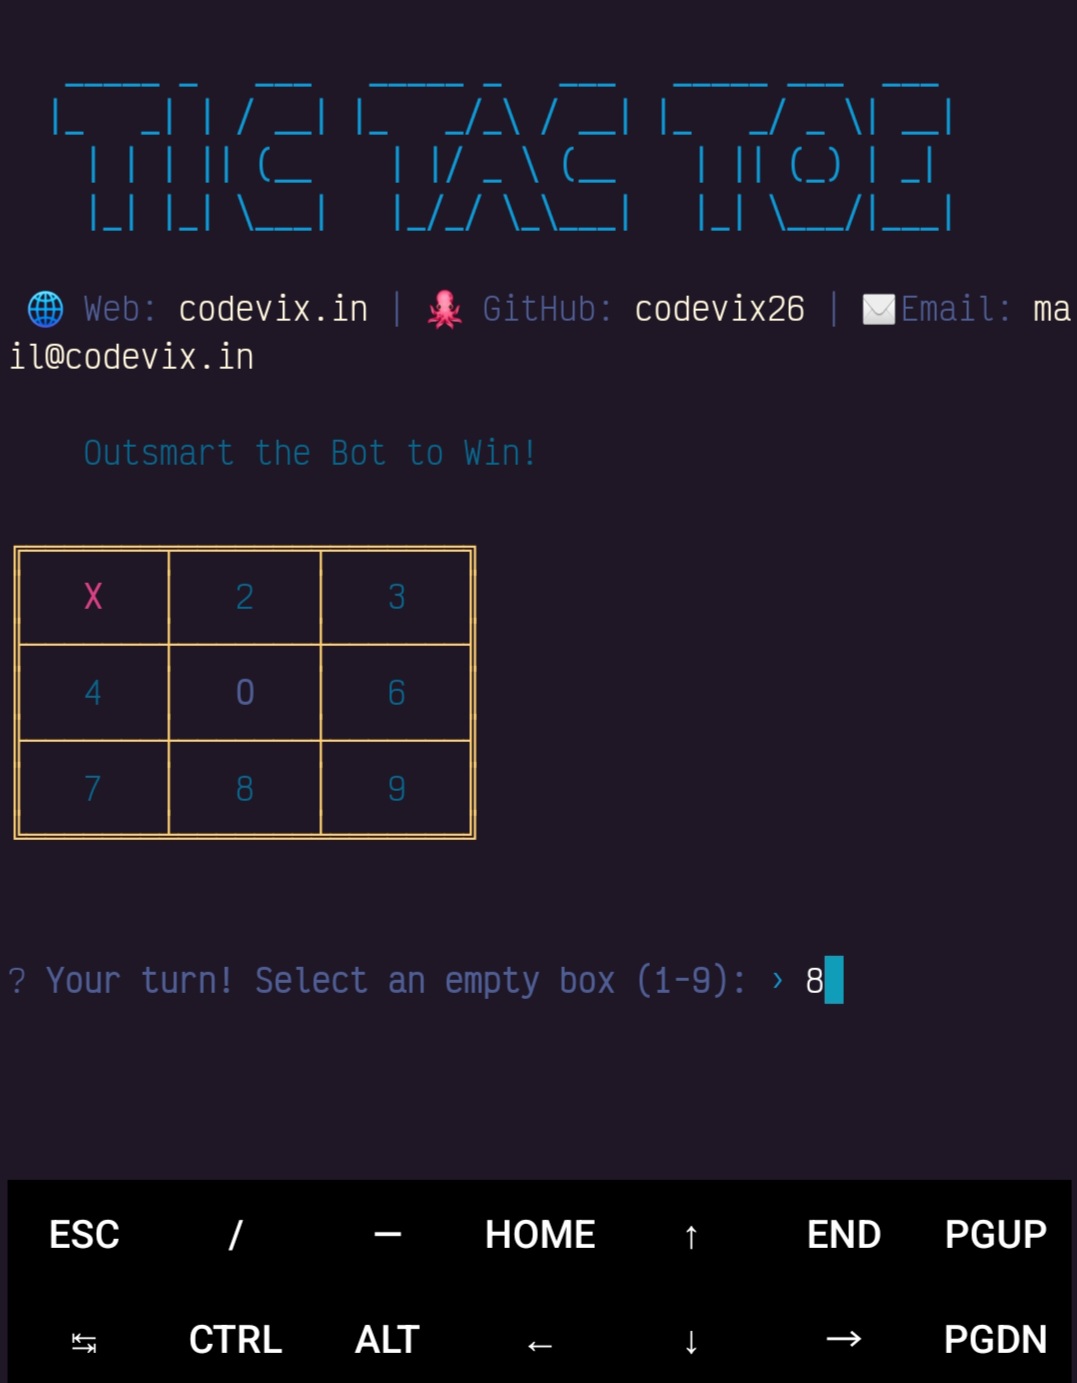 TIC TAC TOE
🌐 Web: codevix.in | 🐙 GitHub: codevix26 | ✉️Email: ma
il@codevix.in
Outsmart the Bot to Win!
X 2 3
4 O 6
7 8 9
? Your turn! Select an empty box (1-9): › 8
ESC / — HOME ↑ END PGUP
↹ CTRL ALT ← ↓ → PGDN